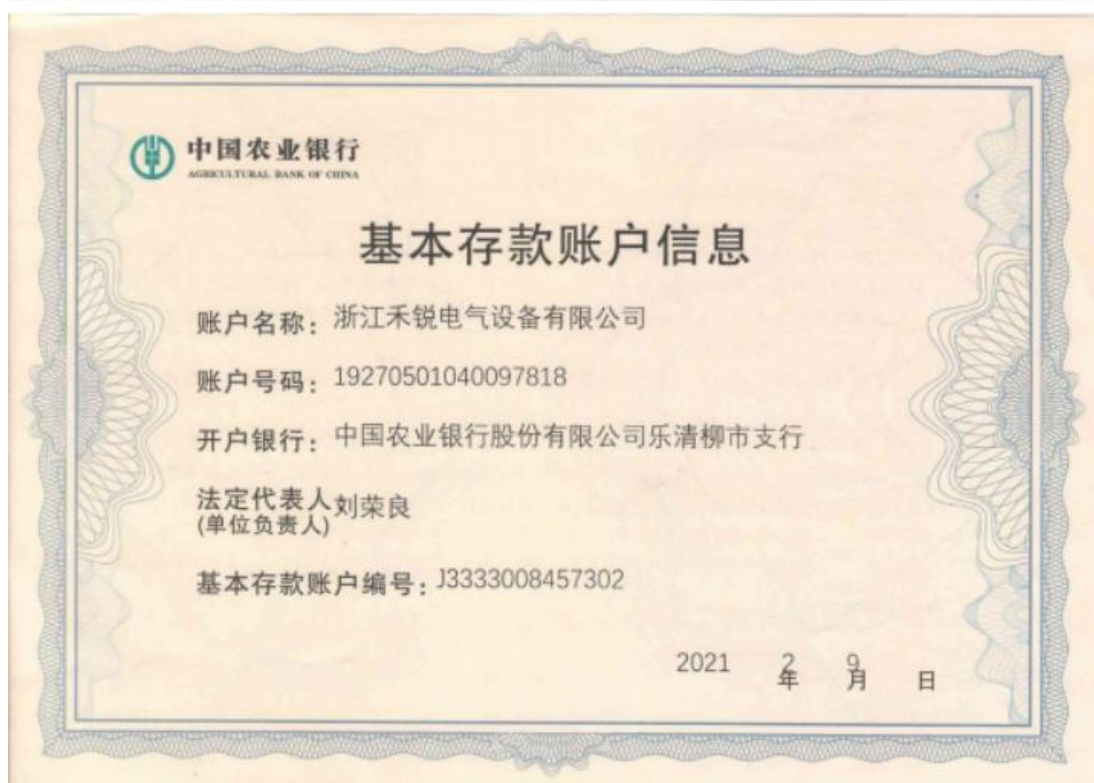 中国农业银行
AGRICULTURAL BANK OF CHINA
基本存款账户信息
账户名称：浙江禾锐电气设备有限公司
账户号码：19270501040097818
开户银行：中国农业银行股份有限公司乐清柳市支行
法定代表人刘荣良
(单位负责人)
基本存款账户编号：J3333008457302
2021 年 2 月 9 日